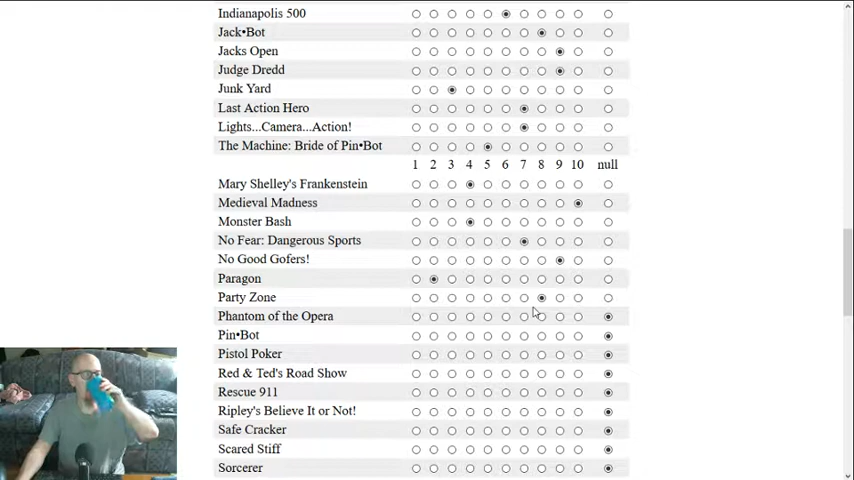 Indianapolis 500
Jack•Bot
Jacks Open
Judge Dredd
Junk Yard
Last Action Hero
Lights...Camera...Action!
The Machine: Bride of Pin•Bot
1 2 3 4 5 6 7 8 9 10 null
Mary Shelley's Frankenstein
Medieval Madness
Monster Bash
No Fear: Dangerous Sports
No Good Gofers!
Paragon
Party Zone
Phantom of the Opera
Pin•Bot
Pistol Poker
Red & Ted's Road Show
Rescue 911
Ripley's Believe It or Not!
Safe Cracker
Scared Stiff
Sorcerer